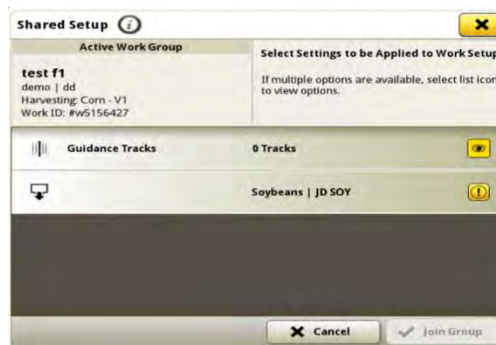 Shared Setup
Active Work Group
test f1
demo | dd
Harvesting: Corn - V1
Work ID: #w5156427
Select Settings to be Applied to Work Setup
If multiple options are available, select list icon
to view options.
Guidance Tracks 0 Tracks
Soybeans | JD SOY
Cancel Join Group